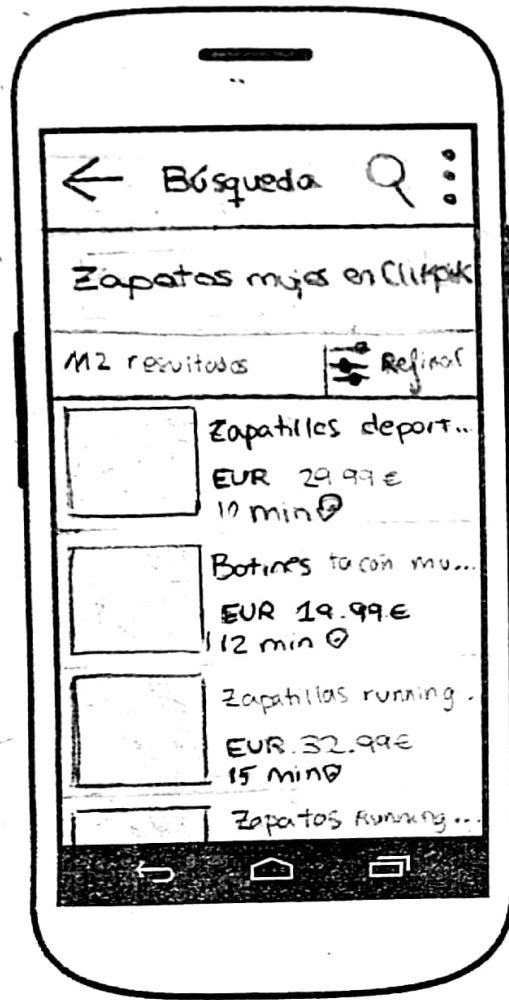 Búsqueda
Zapatos mujer en Clikpik
112 resultados
Refinar
Zapatillas deport..
EUR 29.99€
10 min
Botines tacón mu...
EUR 19.99€
12 min
Zapatillas running .
EUR 32.99€
15 min
Zapatos Running...